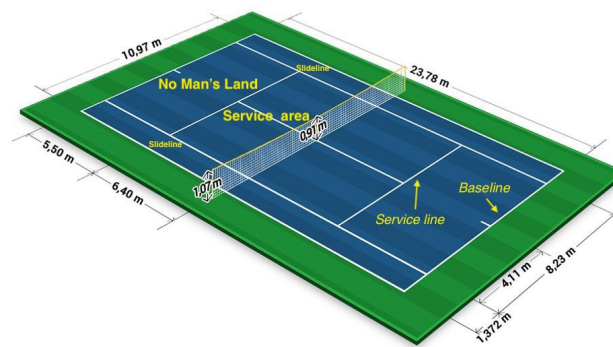 10,97 m
23,78 m
Slideline
No Man's Land
Service area
0,91 m
Slideline
1,07 m
5,50 m
6,40 m
Baseline
Service line
4,11 m
8,23 m
1,372 m